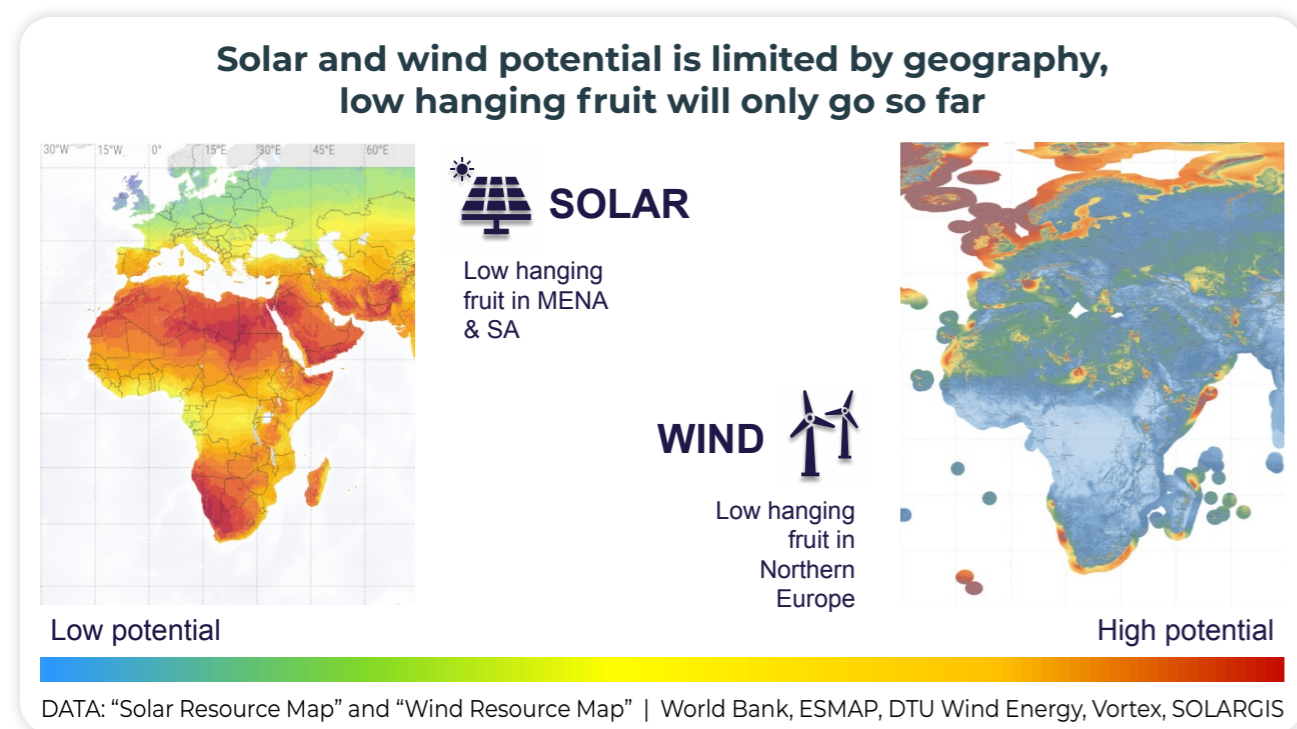 Solar and wind potential is limited by geography,
low hanging fruit will only go so far
30°W 15°W 0° 15°E 30°E 45°E 60°E
SOLAR
Low hanging
fruit in MENA
& SA
WIND
Low hanging
fruit in
Northern
Europe
Low potential
High potential
DATA: “Solar Resource Map” and “Wind Resource Map” | World Bank, ESMAP, DTU Wind Energy, Vortex, SOLARGIS